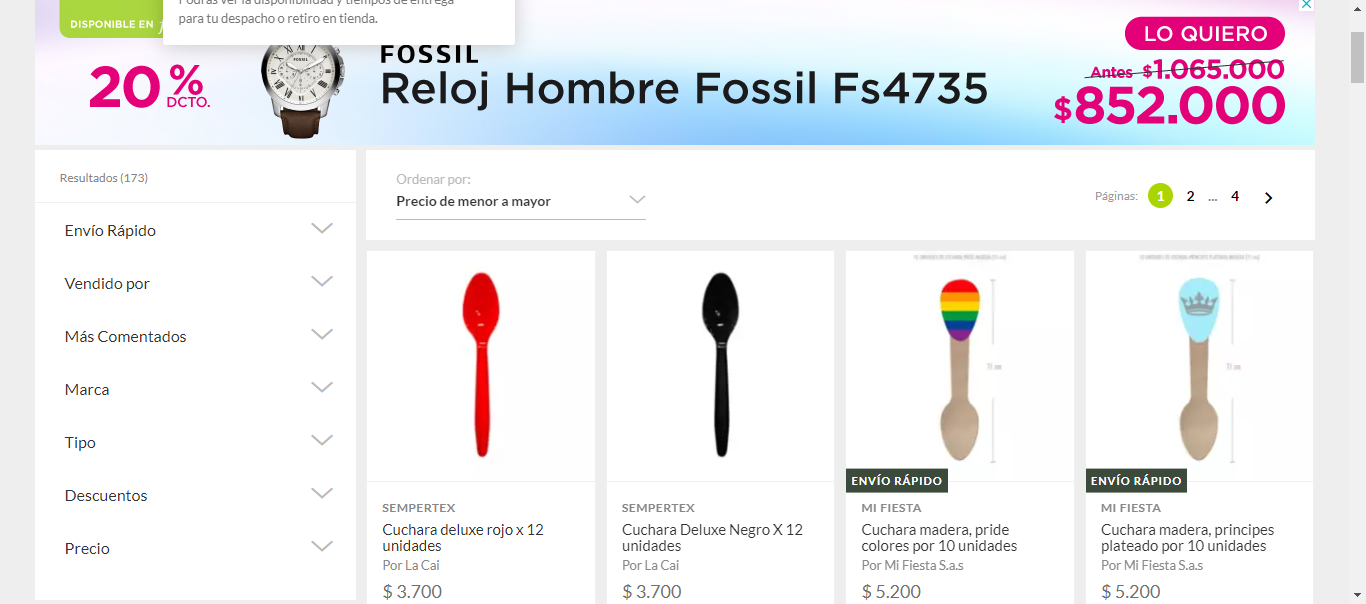 Podrás ver la disponibilidad y tiempos de entrega
para tu despacho o retiro en tienda.
DISPONIBLE EN
20% DCTO.
FOSSIL
Reloj Hombre Fossil Fs4735
LO QUIERO
Antes $1.065.000
$852.000
Resultados (173)
Envío Rápido
Vendido por
Más Comentados
Marca
Tipo
Descuentos
Precio
Ordenar por:
Precio de menor a mayor
Páginas: 1 2 ... 4
SEMPERTEX
Cuchara deluxe rojo x 12
unidades
Por La Cai
$ 3.700
SEMPERTEX
Cuchara Deluxe Negro X 12
unidades
Por La Cai
$ 3.700
ENVÍO RÁPIDO
MI FIESTA
Cuchara madera, pride
colores por 10 unidades
Por Mi Fiesta S.a.s
$ 5.200
ENVÍO RÁPIDO
MI FIESTA
Cuchara madera, principes
plateado por 10 unidades
Por Mi Fiesta S.a.s
$ 5.200